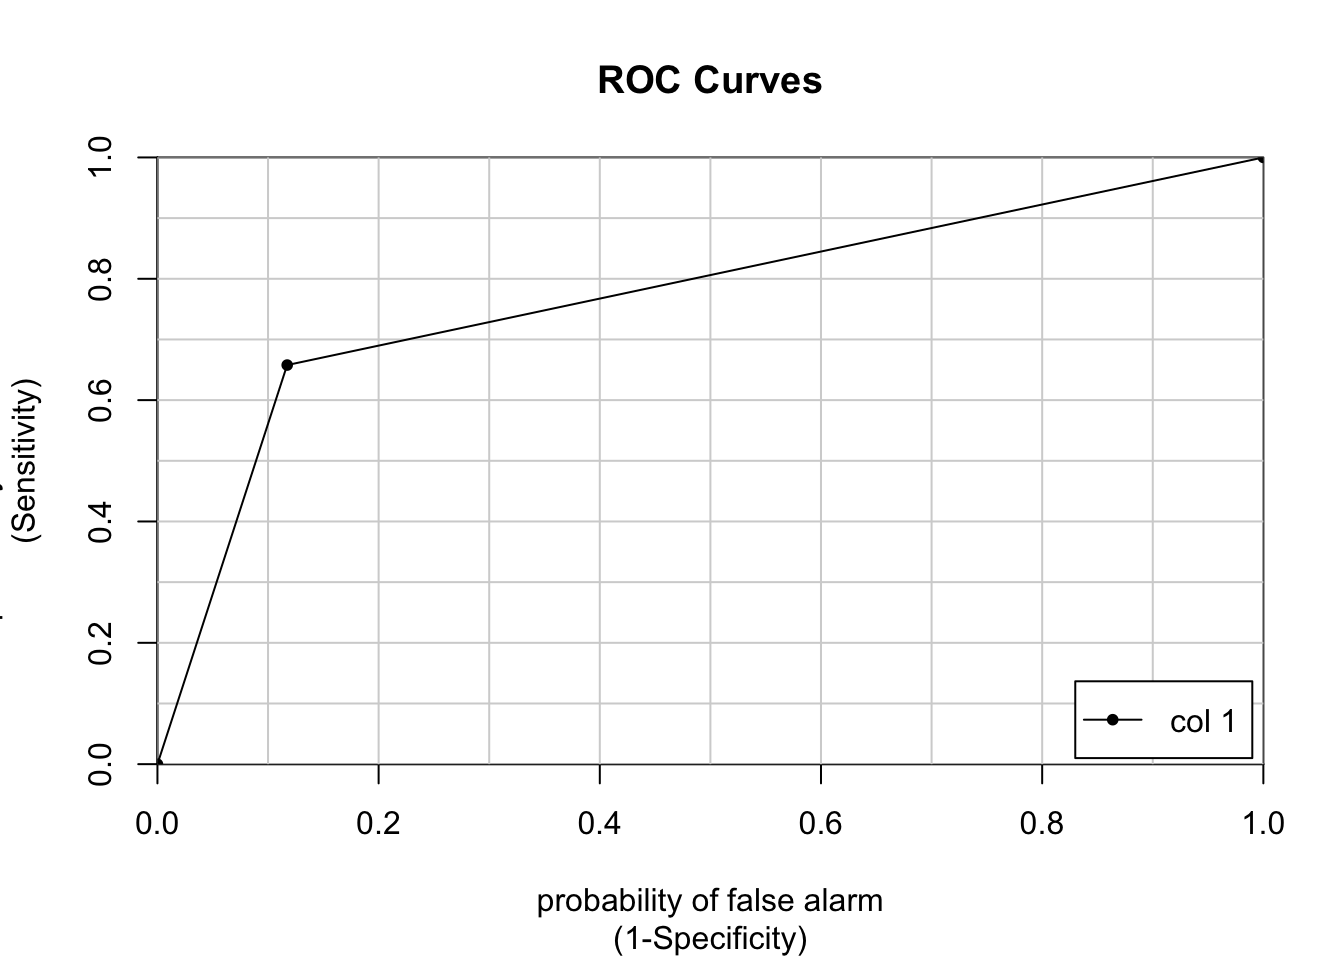 ROC Curves
(Sensitivity)
1.0
0.8
0.6
0.4
0.2
0.0
col 1
0.0 0.2 0.4 0.6 0.8 1.0
probability of false alarm
(1-Specificity)